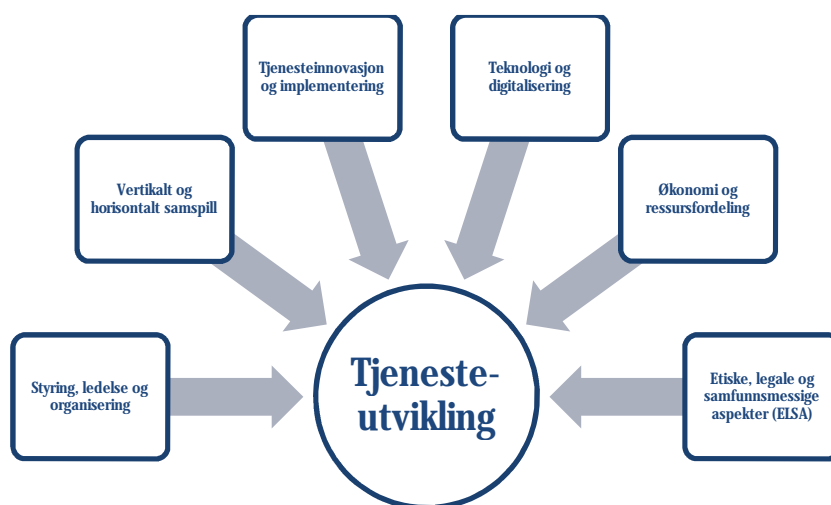 Tjenesteinnovasjon
og implementering
Teknologi og
digitalisering
Vertikalt og
horisontalt samspill
Økonomi og
ressursfordeling
Styring, ledelse og
organisering
Tjeneste-
utvikling
Etiske, legale og
samfunnsmessige
aspekter (ELSA)